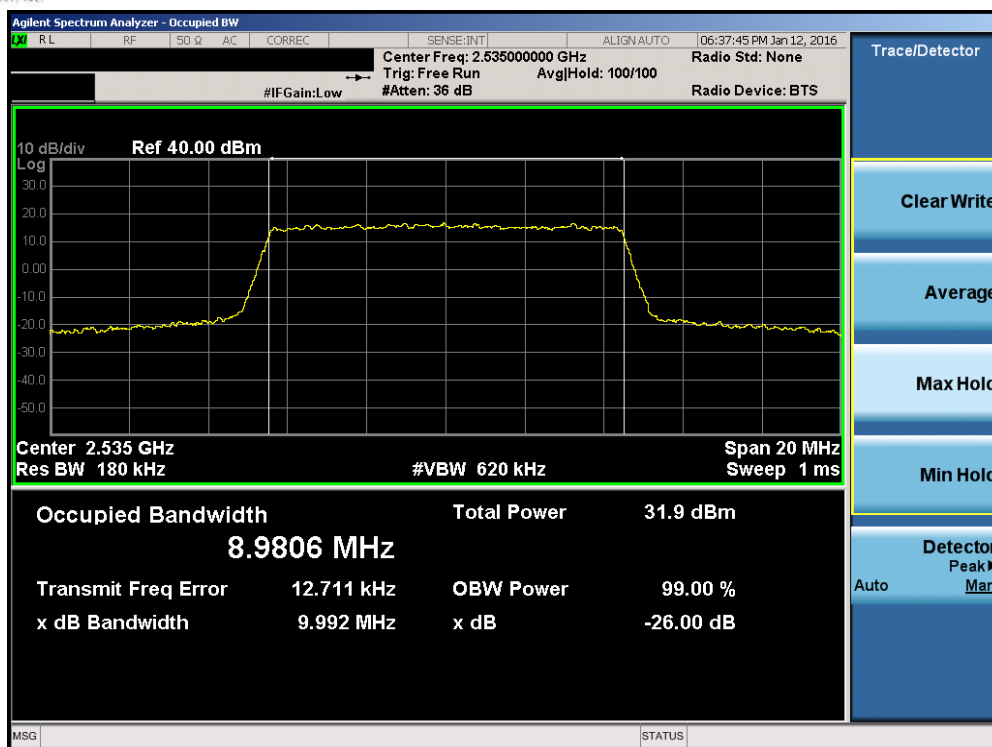 Agilent Spectrum Analyzer - Occupied BW
LXI RL RF 50 Ω AC CORREC SENSE:INT ALIGN AUTO 06:37:45 PM Jan 12, 2016
Center Freq: 2.535000000 GHz Radio Std: None
Trig: Free Run Avg|Hold: 100/100
#IFGain:Low #Atten: 36 dB Radio Device: BTS
Trace/Detector
10 dB/div Ref 40.00 dBm
Log
30.0
20.0
10.0
0.00
-10.0
-20.0
-30.0
-40.0
-50.0
Center 2.535 GHz Span 20 MHz
Res BW 180 kHz #VBW 620 kHz Sweep 1 ms
Occupied Bandwidth Total Power 31.9 dBm
8.9806 MHz
Transmit Freq Error 12.711 kHz OBW Power 99.00 %
x dB Bandwidth 9.992 MHz x dB -26.00 dB
Clear Write
Average
Max Hold
Min Hold
Detector
Peak
Auto Man
MSG STATUS